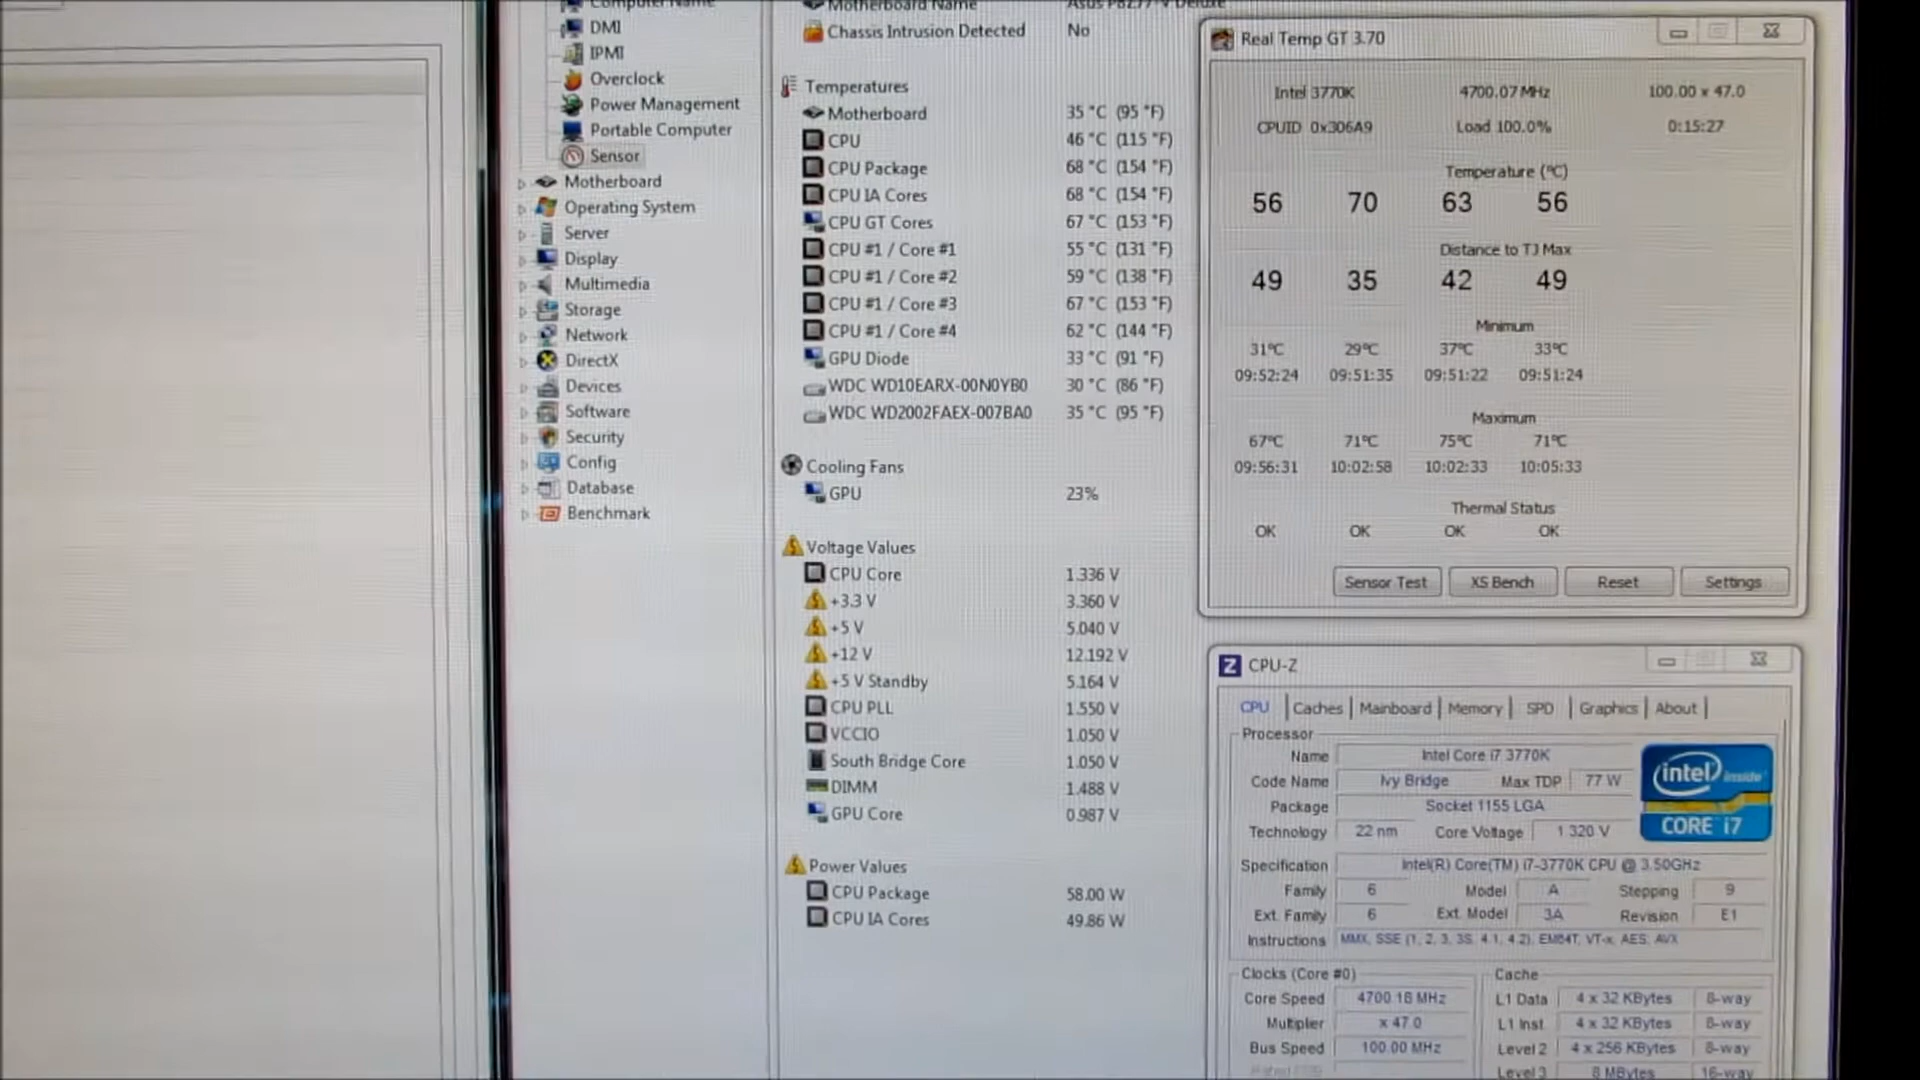 Computer Name
DMI
IPMI
Overclock
Power Management
Portable Computer
Sensor
Motherboard
Operating System
Server
Display
Multimedia
Storage
Network
DirectX
Devices
Software
Security
Config
Database
Benchmark
Motherboard Name Asus P8Z77-V Deluxe
Chassis Intrusion Detected No
Temperatures
Motherboard 35 °C (95 °F)
CPU 46 °C (115 °F)
CPU Package 68 °C (154 °F)
CPU IA Cores 68 °C (154 °F)
CPU GT Cores 67 °C (153 °F)
CPU #1 / Core #1 55 °C (131 °F)
CPU #1 / Core #2 59 °C (138 °F)
CPU #1 / Core #3 67 °C (153 °F)
CPU #1 / Core #4 62 °C (144 °F)
GPU Diode 33 °C (91 °F)
WDC WD10EARX-00N0YB0 30 °C (86 °F)
WDC WD2002FAEX-007BA0 35 °C (95 °F)
Cooling Fans
GPU 23%
Voltage Values
CPU Core 1.336 V
+3.3 V 3.360 V
+5 V 5.040 V
+12 V 12.192 V
+5 V Standby 5.164 V
CPU PLL 1.550 V
VCCIO 1.050 V
South Bridge Core 1.050 V
DIMM 1.488 V
GPU Core 0.987 V
Power Values
CPU Package 58.00 W
CPU IA Cores 49.86 W
Real Temp GT 3.70
Intel 3770K 4700.07 MHz 100.00 x 47.0
CPUID 0x306A9 Load 100.0% 0:15:27
Temperature (°C)
56 70 63 56
Distance to TJ Max
49 35 42 49
Minimum
31°C 29°C 37°C 33°C
09:52:24 09:51:35 09:51:22 09:51:24
Maximum
67°C 71°C 75°C 71°C
09:56:31 10:02:58 10:02:33 10:05:33
Thermal Status
OK OK OK OK
Sensor Test XS Bench Reset Settings
Z CPU-Z
CPU Caches Mainboard Memory SPD Graphics About
Processor
Name Intel Core i7 3770K
Code Name Ivy Bridge Max TDP 77 W
Package Socket 1155 LGA
Technology 22 nm Core Voltage 1.320 V
intel inside
CORE i7
Specification Intel(R) Core(TM) i7-3770K CPU @ 3.50GHz
Family 6 Model A Stepping 9
Ext. Family 6 Ext. Model 3A Revision E1
Instructions MMX, SSE (1, 2, 3, 3S, 4.1, 4.2), EM64T, VT-x, AES, AVX
Clocks (Core #0)
Core Speed 4700.18 MHz
Multiplier x 47.0
Bus Speed 100.00 MHz
Cache
L1 Data 4 x 32 KBytes 8-way
L1 Inst. 4 x 32 KBytes 8-way
Level 2 4 x 256 KBytes 8-way
Level 3 8 MBytes 16-way